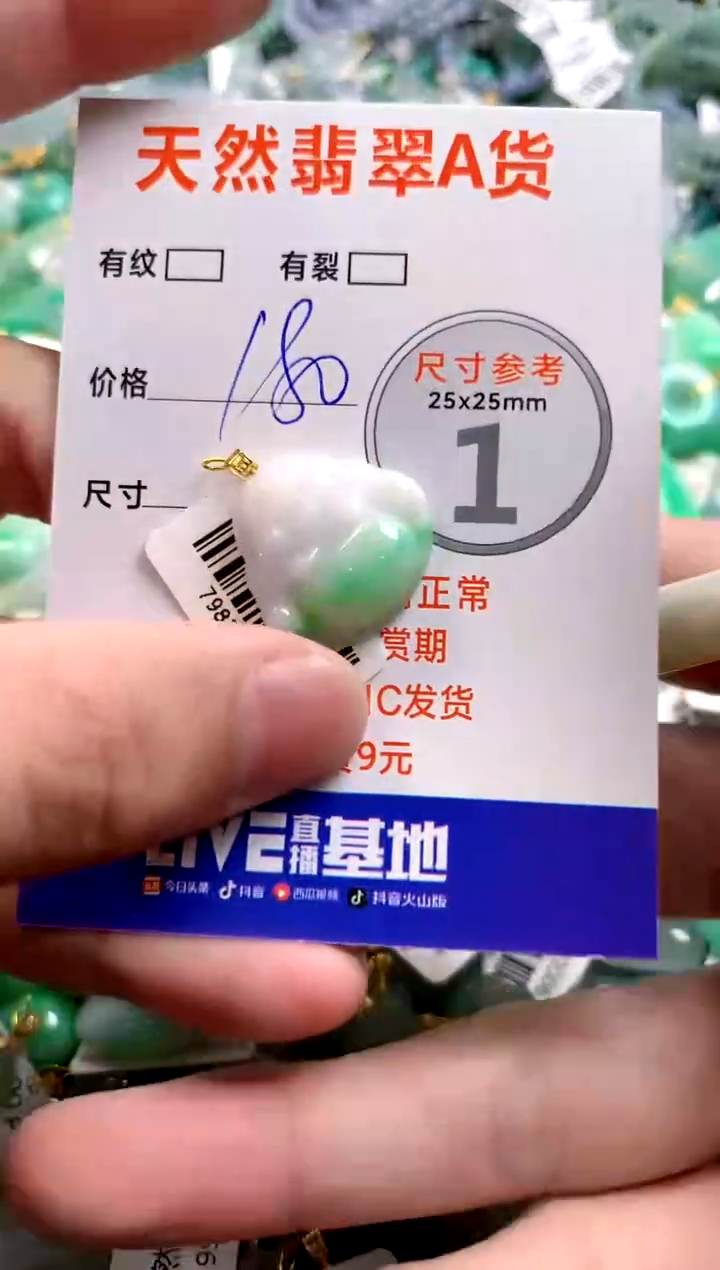 天然翡翠A货
有纹 有裂
价格 180
尺寸参考
25x25mm
1
尺寸
正常
赏期
IC发货
9元
LIVE直播基地
今日头条 抖音 西瓜视频 抖音火山版
798